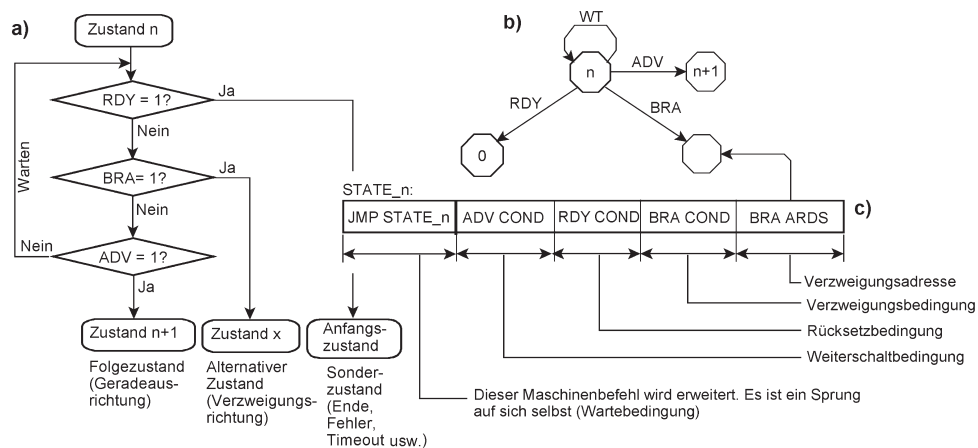 a)
Zustand n
RDY = 1?
Ja
Nein
Warten
BRA= 1?
Ja
Nein
Nein
ADV = 1?
Ja
Zustand n+1
Zustand x
Anfangs-
zustand
Folgezustand
(Geradeaus-
richtung)
Alternativer
Zustand
(Verzweigungs-
richtung)
Sonder-
zustand
(Ende,
Fehler,
Timeout usw.)
b)
WT
n
ADV
n+1
RDY
BRA
0
STATE_n:
c)
JMP STATE_n
ADV COND
RDY COND
BRA COND
BRA ARDS
Verzweigungsadresse
Verzweigungsbedingung
Rücksetzbedingung
Weiterschaltbedingung
Dieser Maschinenbefehl wird erweitert. Es ist ein Sprung
auf sich selbst (Wartebedingung)